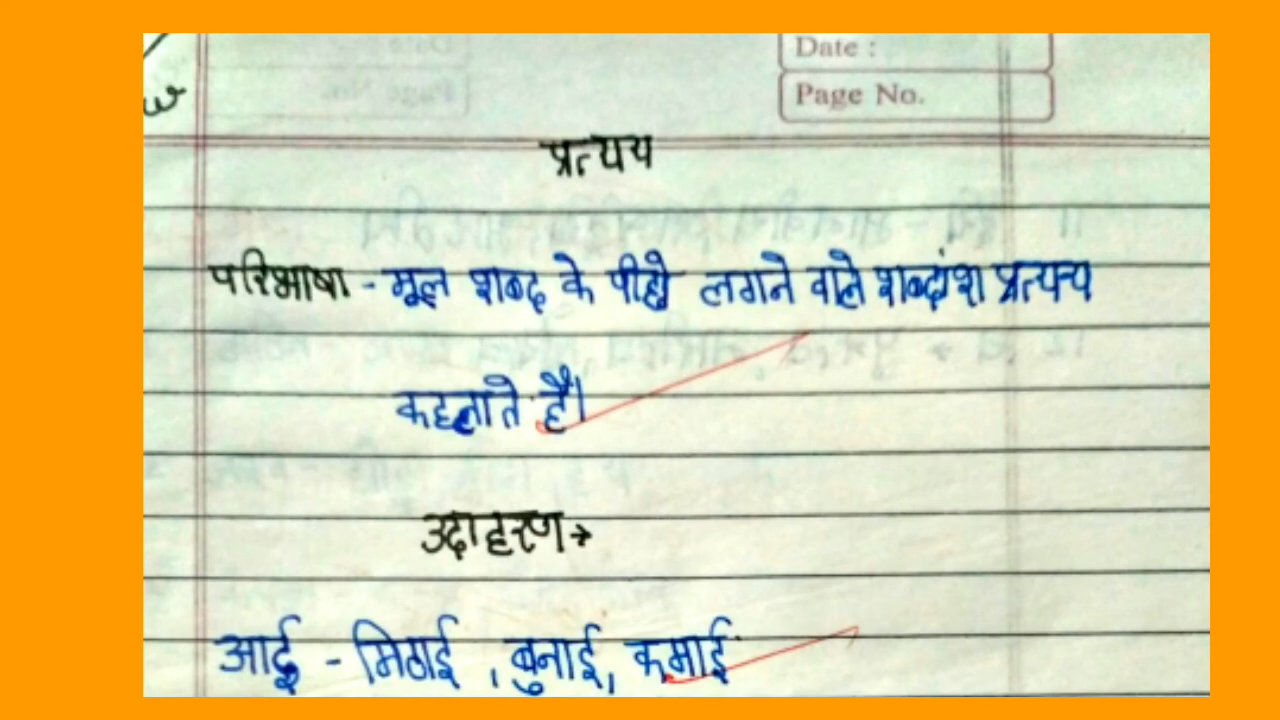 Date :
Page No.
प्रत्यय
परिभाषा - मूल शब्द के पीछे लगने वाले शब्दांश प्रत्यय
कहलाते हैं।
उदाहरण →
आई - मिठाई , बुनाई, कमाई